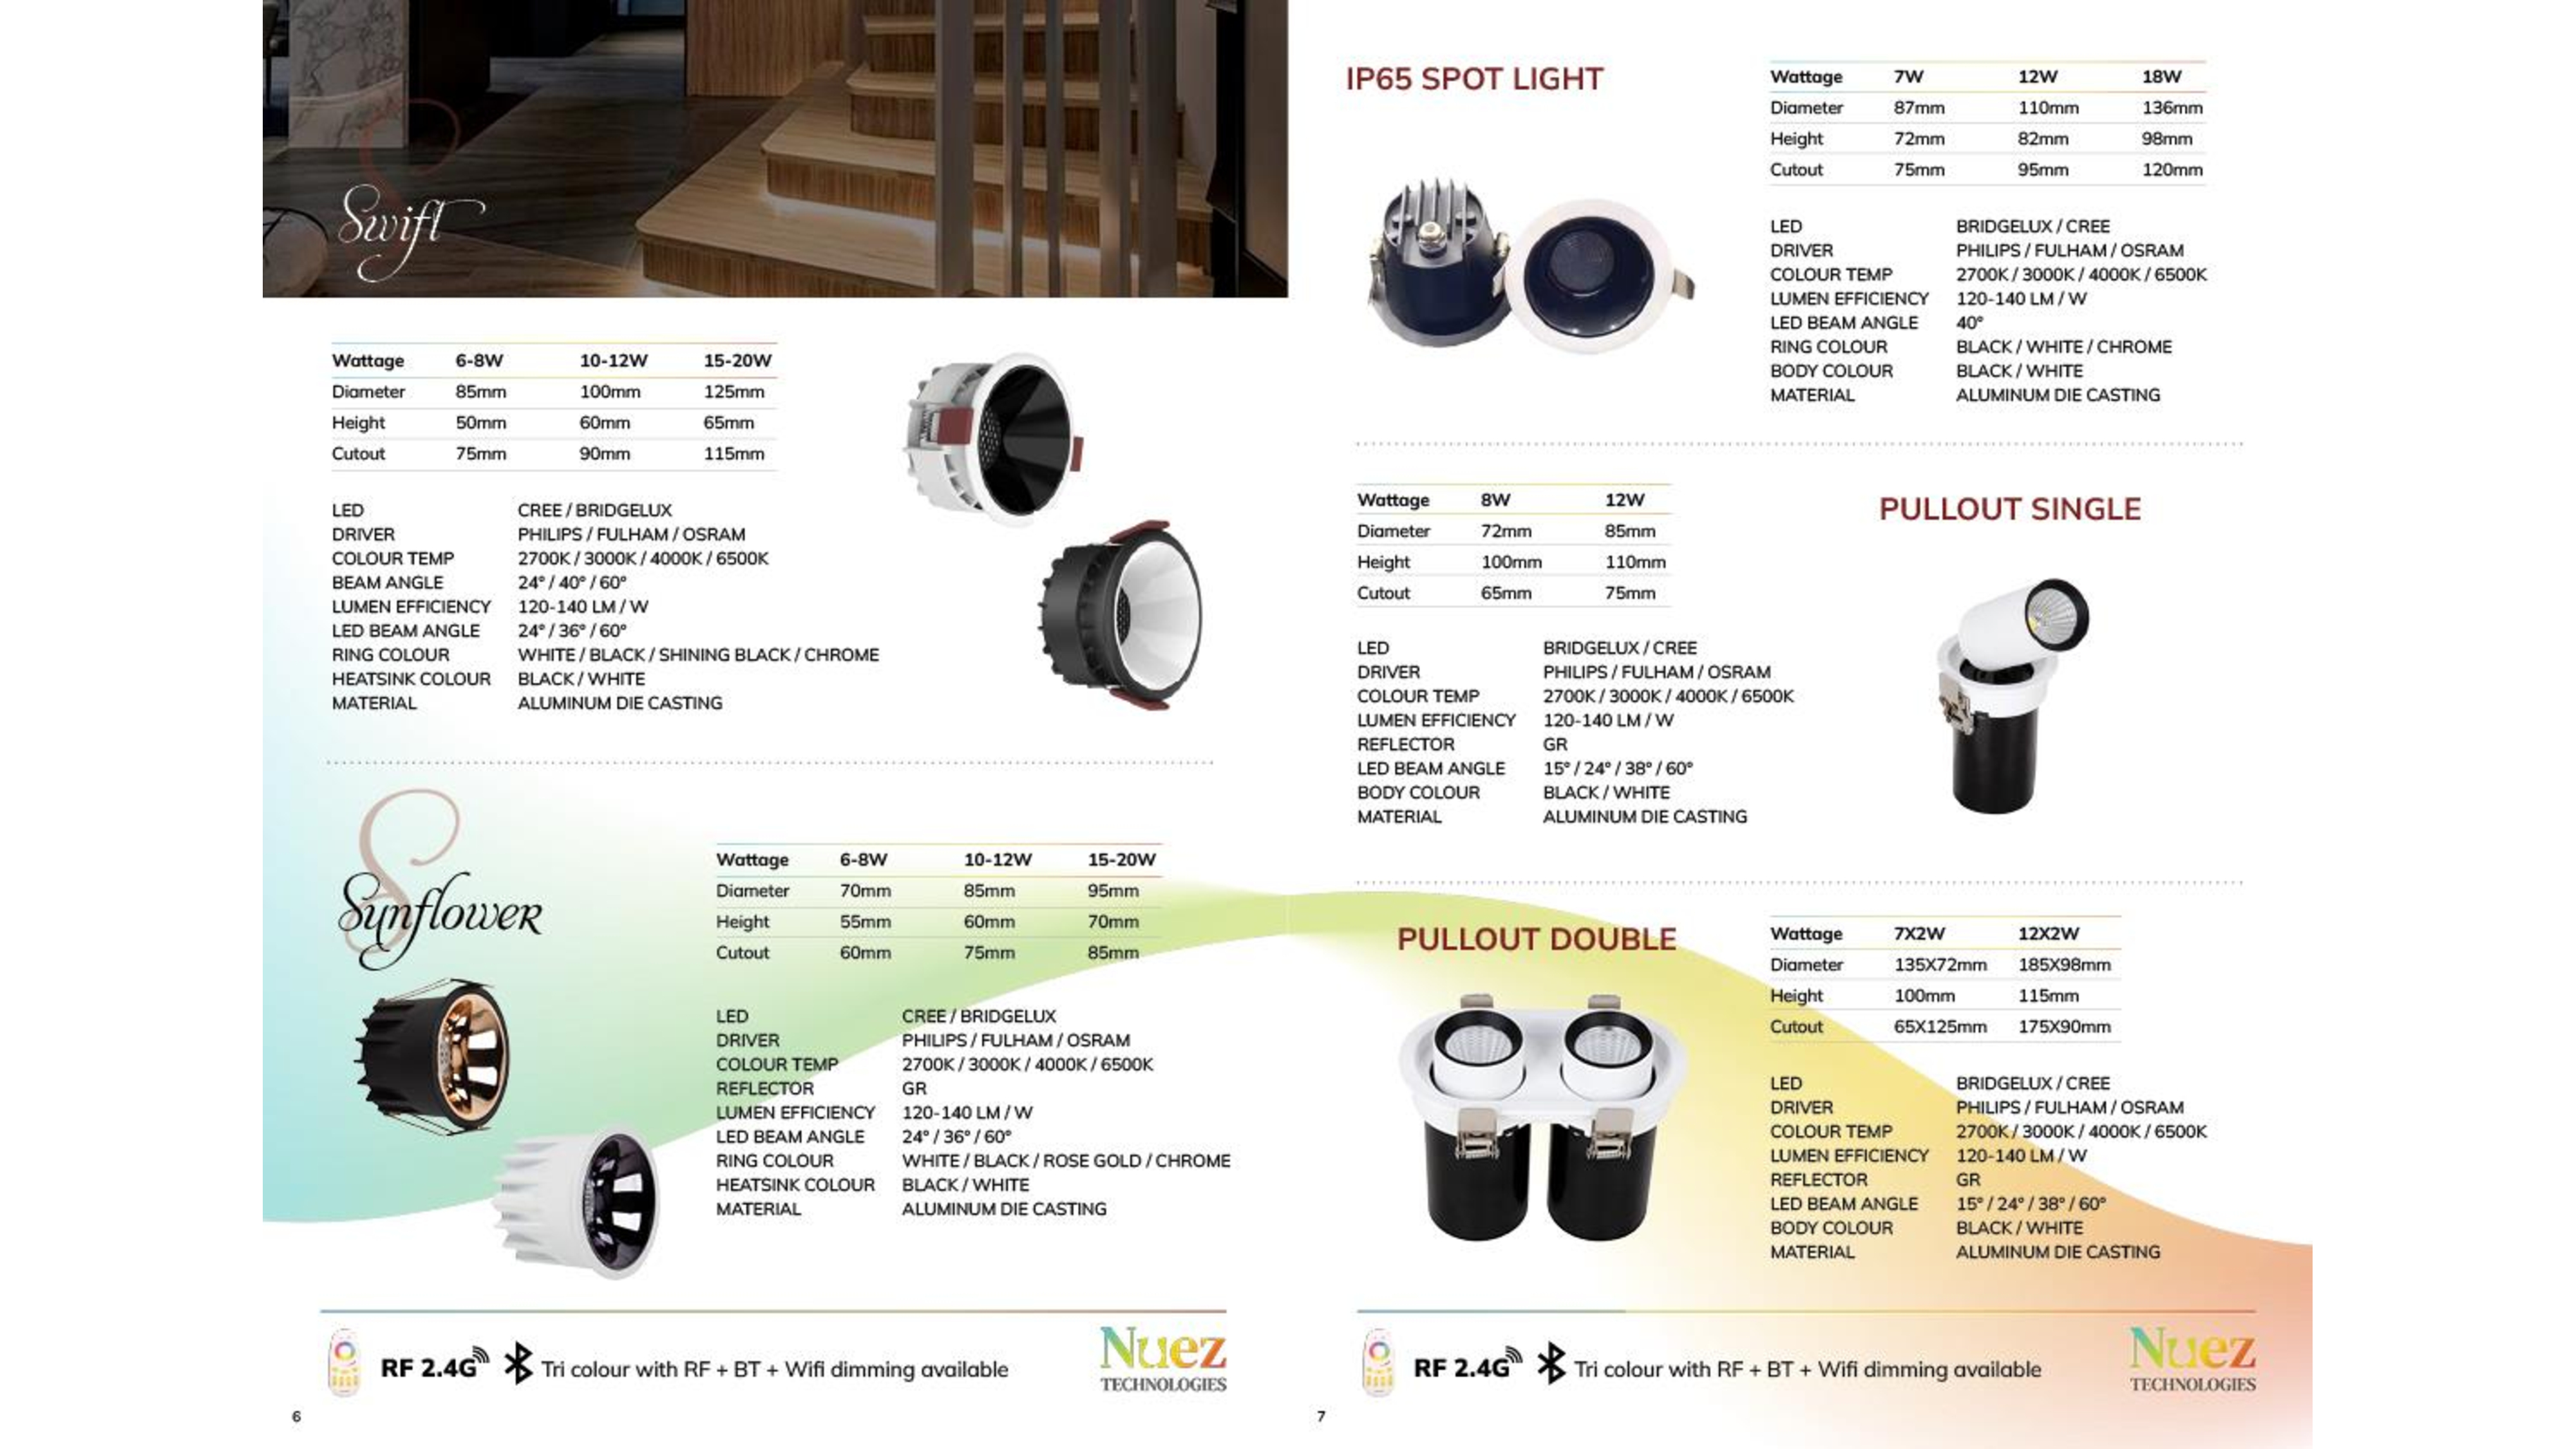 Swift
Wattage 6-8W 10-12W 15-20W
Diameter 85mm 100mm 125mm
Height 50mm 60mm 65mm
Cutout 75mm 90mm 115mm
LED CREE / BRIDGELUX
DRIVER PHILIPS / FULHAM / OSRAM
COLOUR TEMP 2700K / 3000K / 4000K / 6500K
BEAM ANGLE 24° / 40° / 60°
LUMEN EFFICIENCY 120-140 LM / W
LED BEAM ANGLE 24° / 36° / 60°
RING COLOUR WHITE / BLACK / SHINING BLACK / CHROME
HEATSINK COLOUR BLACK / WHITE
MATERIAL ALUMINUM DIE CASTING
Sunflower
Wattage 6-8W 10-12W 15-20W
Diameter 70mm 85mm 95mm
Height 55mm 60mm 70mm
Cutout 60mm 75mm 85mm
LED CREE / BRIDGELUX
DRIVER PHILIPS / FULHAM / OSRAM
COLOUR TEMP 2700K / 3000K / 4000K / 6500K
REFLECTOR GR
LUMEN EFFICIENCY 120-140 LM / W
LED BEAM ANGLE 24° / 36° / 60°
RING COLOUR WHITE / BLACK / ROSE GOLD / CHROME
HEATSINK COLOUR BLACK / WHITE
MATERIAL ALUMINUM DIE CASTING
RF 2.4G Tri colour with RF + BT + Wifi dimming available
Nuez
TECHNOLOGIES
6
IP65 SPOT LIGHT
Wattage 7W 12W 18W
Diameter 87mm 110mm 136mm
Height 72mm 82mm 98mm
Cutout 75mm 95mm 120mm
LED BRIDGELUX / CREE
DRIVER PHILIPS / FULHAM / OSRAM
COLOUR TEMP 2700K / 3000K / 4000K / 6500K
LUMEN EFFICIENCY 120-140 LM / W
LED BEAM ANGLE 40°
RING COLOUR BLACK / WHITE / CHROME
BODY COLOUR BLACK / WHITE
MATERIAL ALUMINUM DIE CASTING
PULLOUT SINGLE
Wattage 8W 12W
Diameter 72mm 85mm
Height 100mm 110mm
Cutout 65mm 75mm
LED BRIDGELUX / CREE
DRIVER PHILIPS / FULHAM / OSRAM
COLOUR TEMP 2700K / 3000K / 4000K / 6500K
LUMEN EFFICIENCY 120-140 LM / W
REFLECTOR GR
LED BEAM ANGLE 15° / 24° / 38° / 60°
BODY COLOUR BLACK / WHITE
MATERIAL ALUMINUM DIE CASTING
PULLOUT DOUBLE
Wattage 7X2W 12X2W
Diameter 135X72mm 185X98mm
Height 100mm 115mm
Cutout 65X125mm 175X90mm
LED BRIDGELUX / CREE
DRIVER PHILIPS / FULHAM / OSRAM
COLOUR TEMP 2700K / 3000K / 4000K / 6500K
LUMEN EFFICIENCY 120-140 LM / W
REFLECTOR GR
LED BEAM ANGLE 15° / 24° / 38° / 60°
BODY COLOUR BLACK / WHITE
MATERIAL ALUMINUM DIE CASTING
RF 2.4G Tri colour with RF + BT + Wifi dimming available
Nuez
TECHNOLOGIES
7